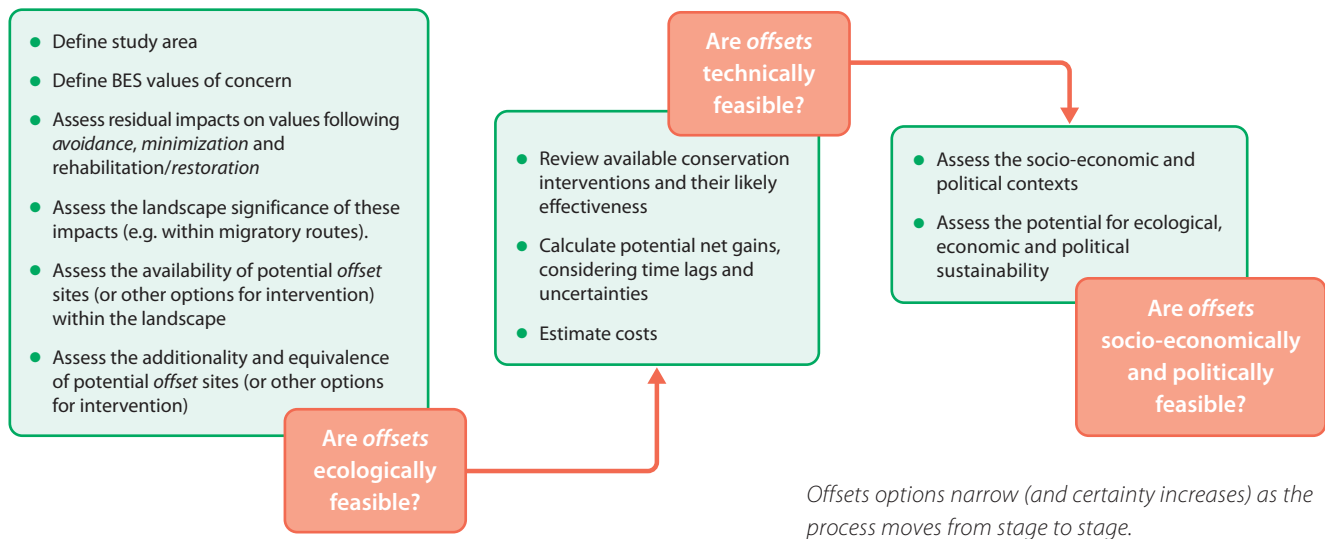 ● Define study area
● Define BES values of concern
● Assess residual impacts on values following
avoidance, minimization and
rehabilitation/restoration
● Assess the landscape significance of these
impacts (e.g. within migratory routes).
● Assess the availability of potential offset
sites (or other options for intervention)
within the landscape
● Assess the additionality and equivalence
of potential offset sites (or other options
for intervention)
Are offsets
ecologically
feasible?
● Review available conservation
interventions and their likely
effectiveness
● Calculate potential net gains,
considering time lags and
uncertainties
● Estimate costs
Are offsets
technically
feasible?
● Assess the socio-economic and
political contexts
● Assess the potential for ecological,
economic and political
sustainability
Are offsets
socio-economically
and politically
feasible?
Offsets options narrow (and certainty increases) as the
process moves from stage to stage.